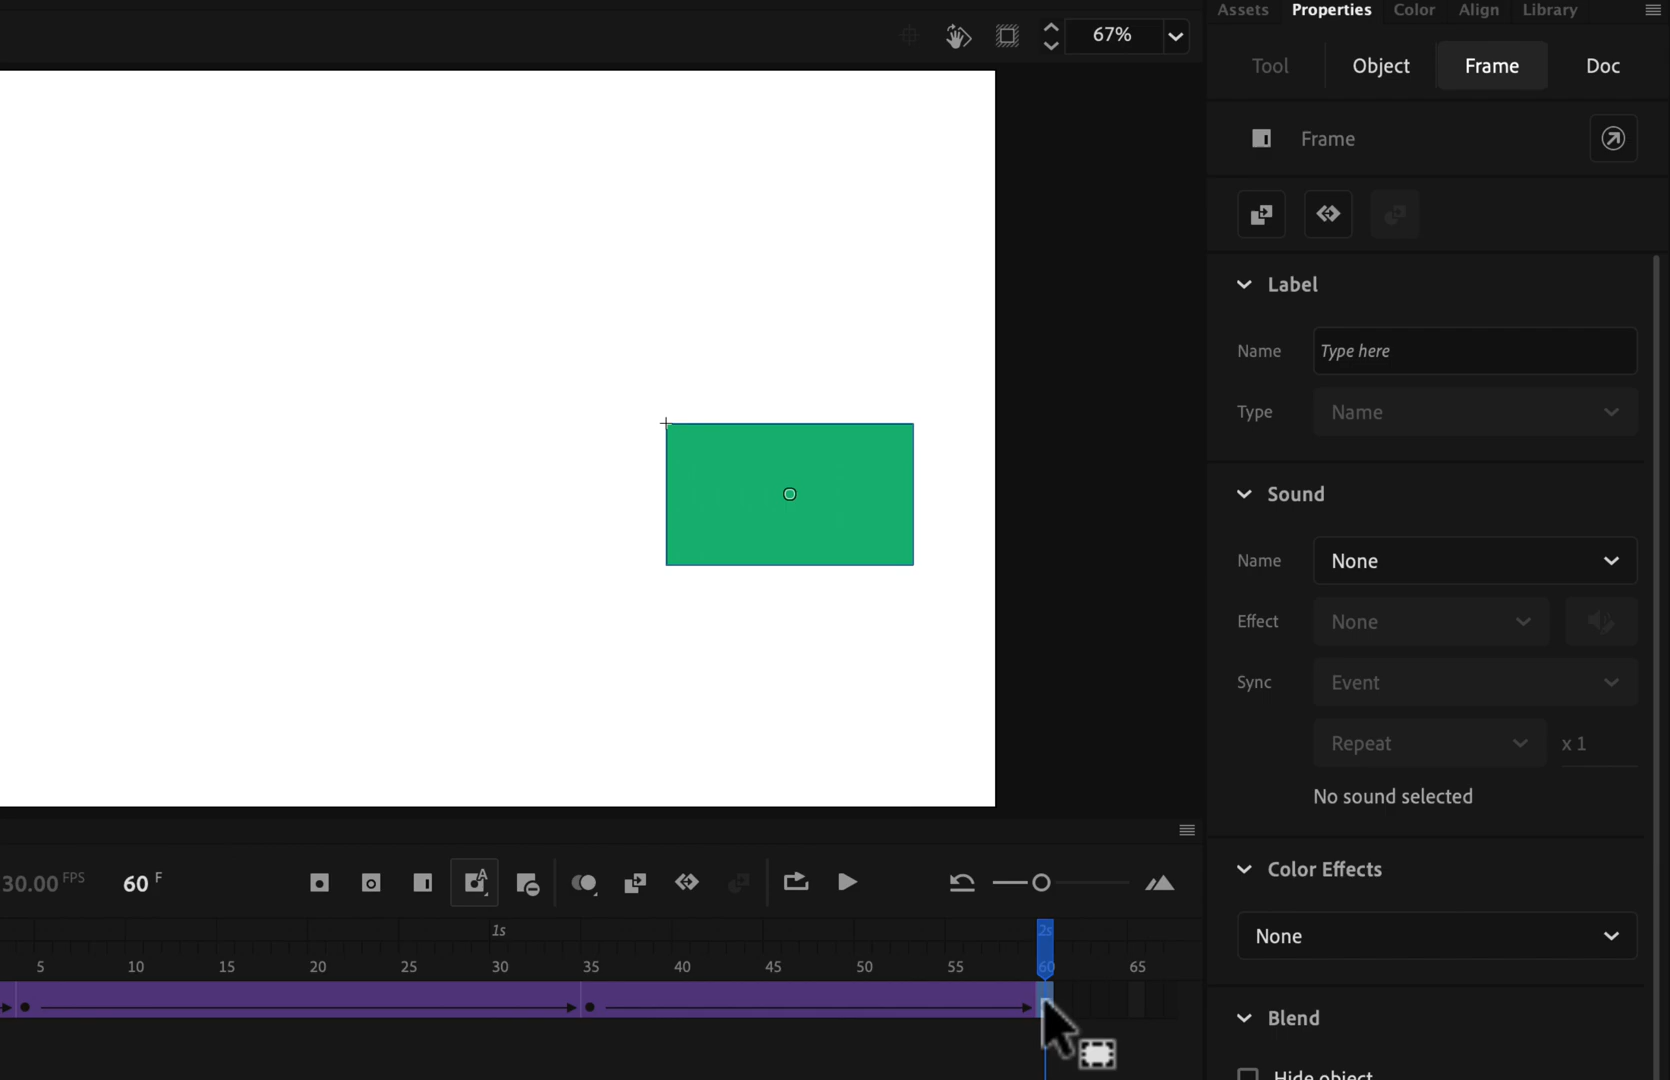 Assets Properties Color Align Library
67%
Tool Object Frame Doc
Frame
Label
Name Type here
Type Name
Sound
Name None
Effect None
Sync Event
Repeat x 1
No sound selected
Color Effects
None
Blend
Hide object
30.00 FPS 60 F
1s 2s
5 10 15 20 25 30 35 40 45 50 55 60 65